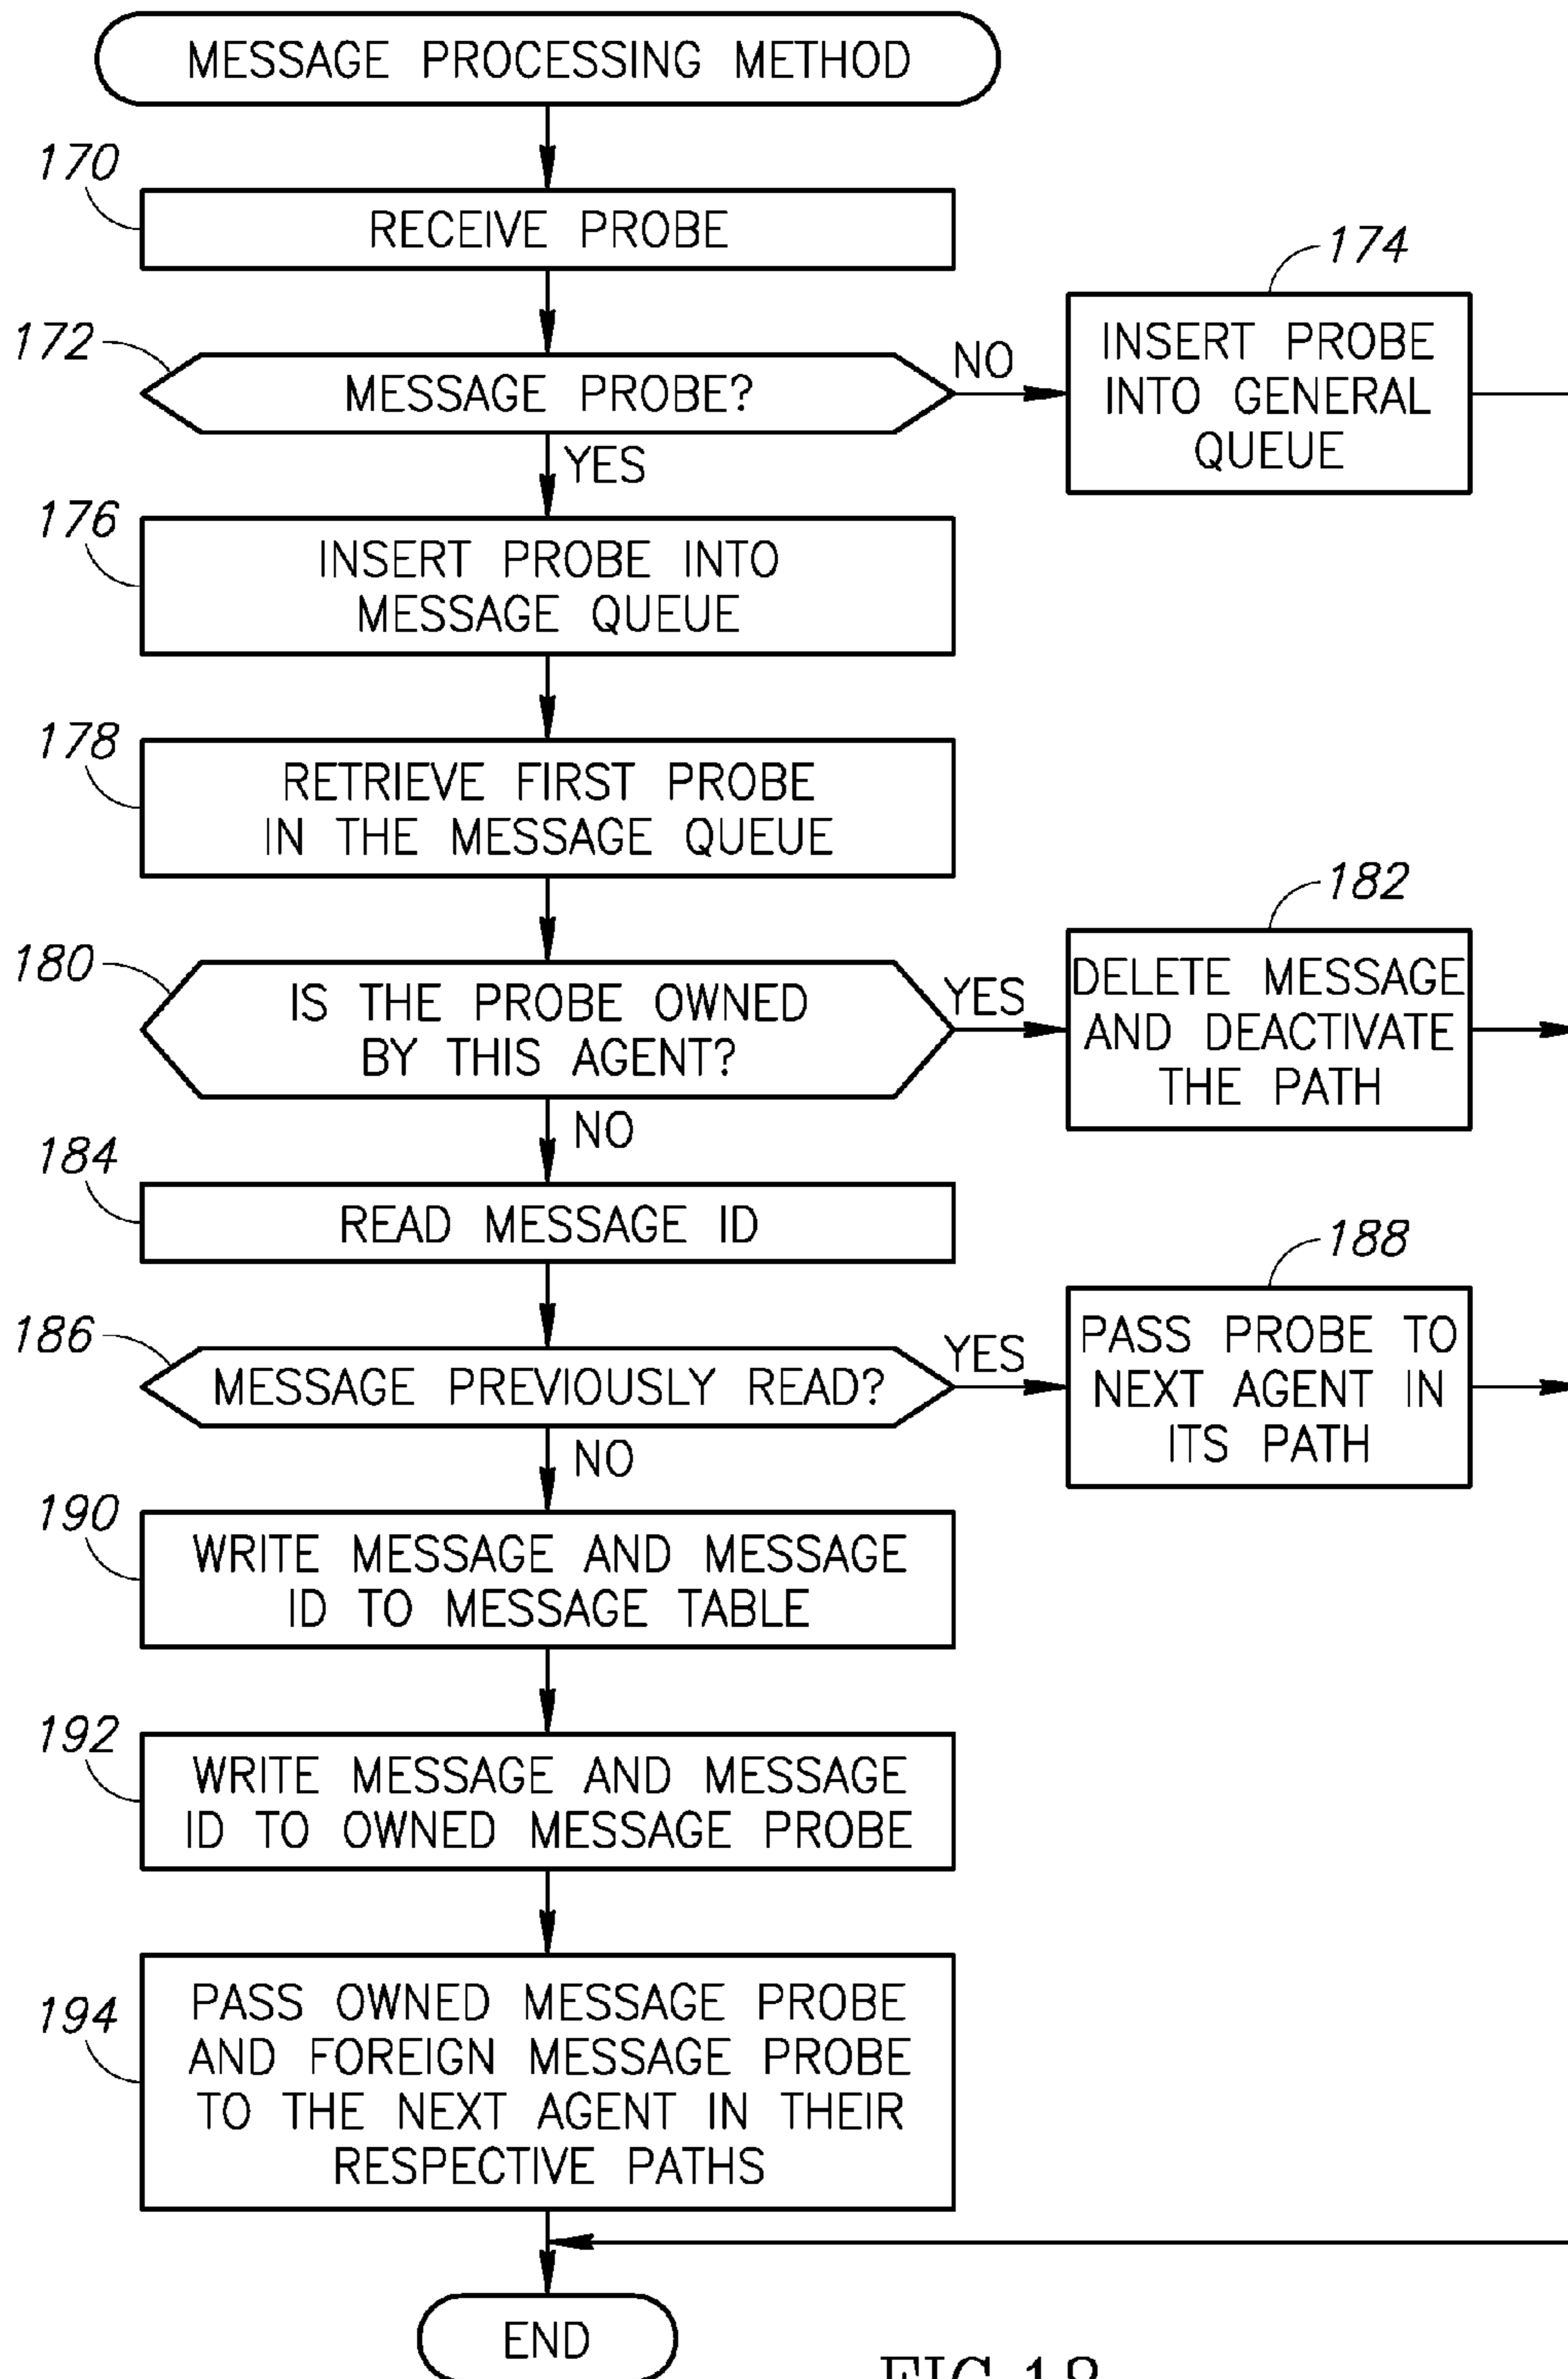 MESSAGE PROCESSING METHOD
170
RECEIVE PROBE
172
MESSAGE PROBE?
NO
174
INSERT PROBE
INTO GENERAL
QUEUE
YES
176
INSERT PROBE INTO
MESSAGE QUEUE
178
RETRIEVE FIRST PROBE
IN THE MESSAGE QUEUE
180
IS THE PROBE OWNED
BY THIS AGENT?
YES
182
DELETE MESSAGE
AND DEACTIVATE
THE PATH
NO
184
READ MESSAGE ID
186
MESSAGE PREVIOUSLY READ?
YES
188
PASS PROBE TO
NEXT AGENT IN
ITS PATH
NO
190
WRITE MESSAGE AND MESSAGE
ID TO MESSAGE TABLE
192
WRITE MESSAGE AND MESSAGE
ID TO OWNED MESSAGE PROBE
194
PASS OWNED MESSAGE PROBE
AND FOREIGN MESSAGE PROBE
TO THE NEXT AGENT IN THEIR
RESPECTIVE PATHS
END
FIG.18